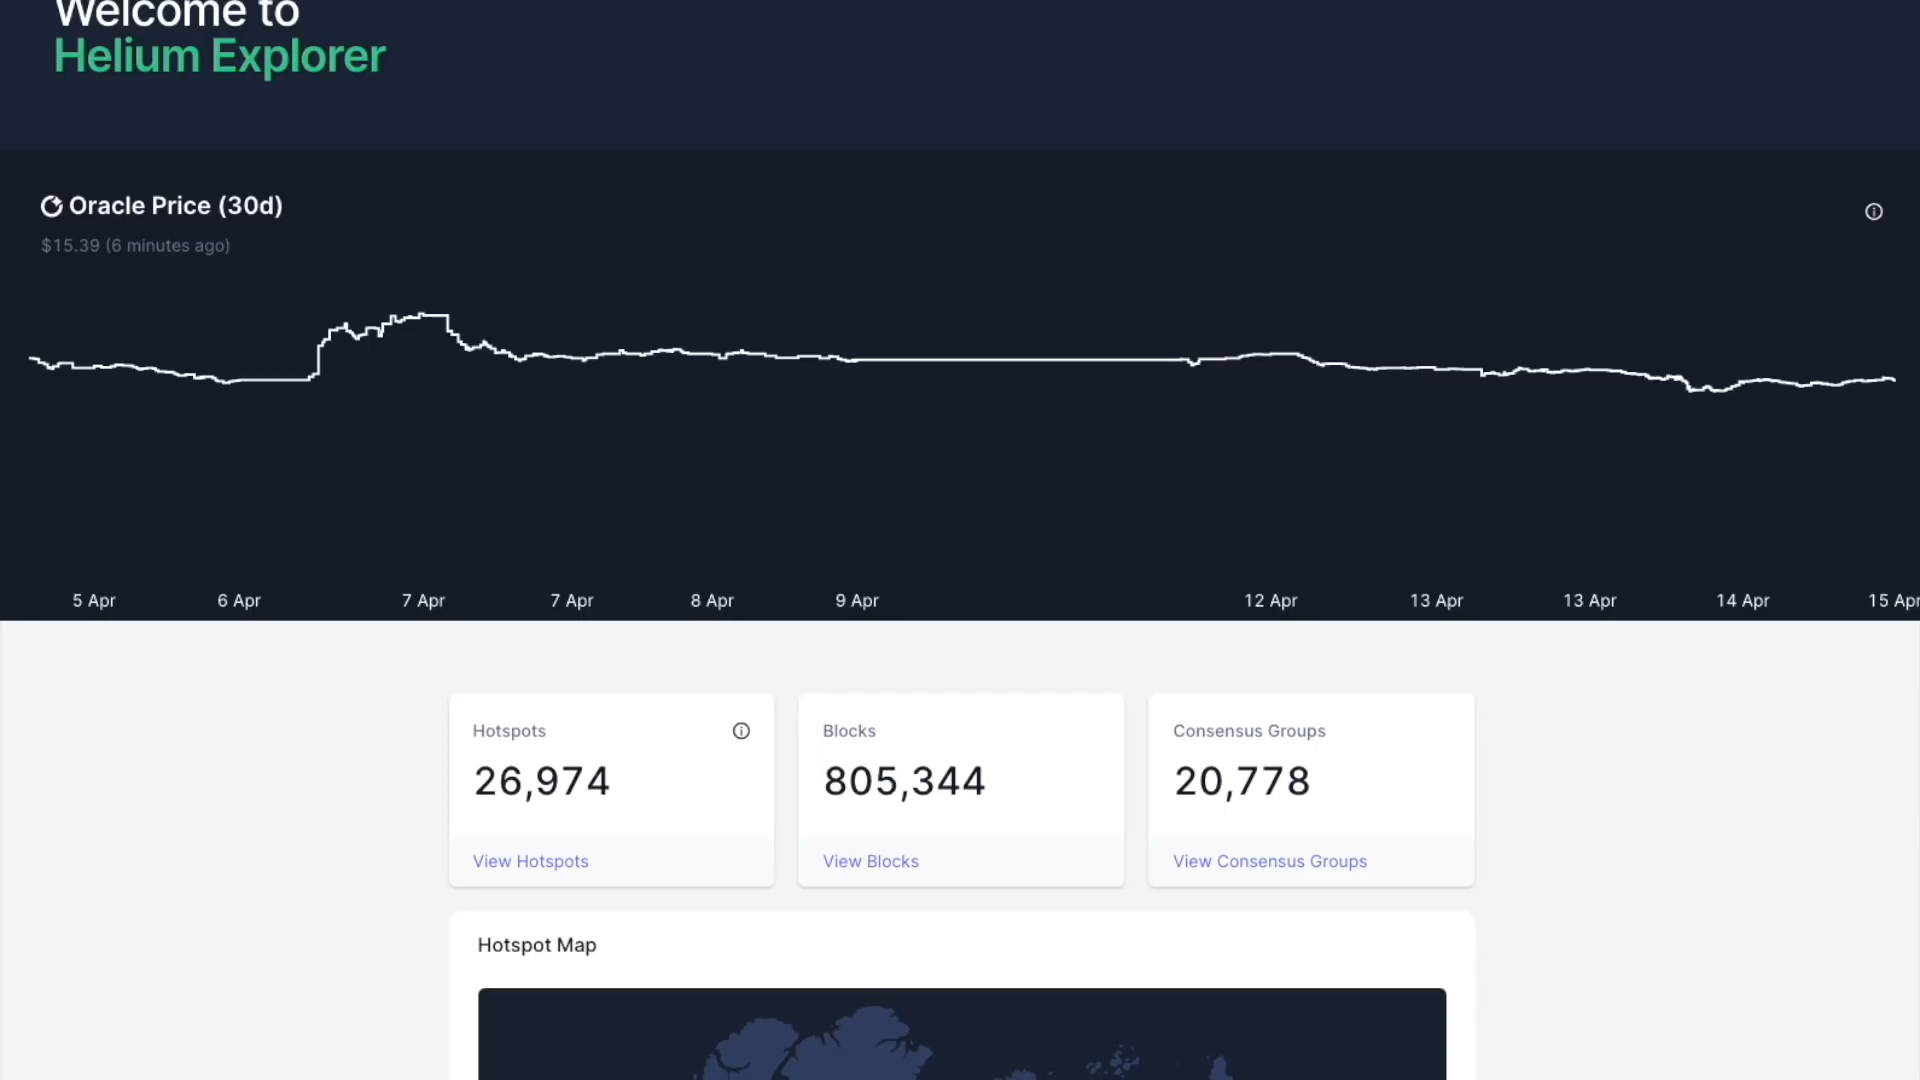 Welcome to
Helium Explorer
Oracle Price (30d)
$15.39 (6 minutes ago)
5 Apr 6 Apr 7 Apr 7 Apr 8 Apr 9 Apr 12 Apr 13 Apr 13 Apr 14 Apr 15 Apr
Hotspots
26,974
View Hotspots
Blocks
805,344
View Blocks
Consensus Groups
20,778
View Consensus Groups
Hotspot Map